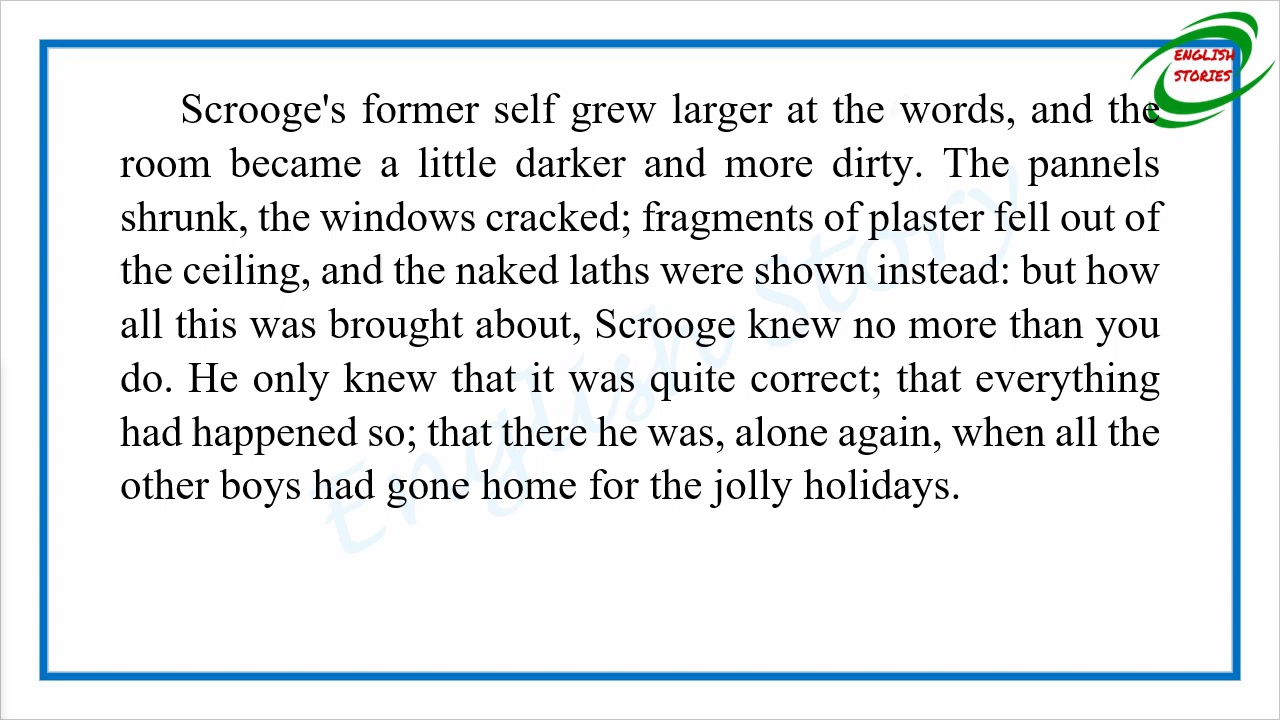 ENGLISH
STORIES
Scrooge's former self grew larger at the words, and the
room became a little darker and more dirty. The pannels
shrunk, the windows cracked; fragments of plaster fell out of
the ceiling, and the naked laths were shown instead: but how
all this was brought about, Scrooge knew no more than you
do. He only knew that it was quite correct; that everything
had happened so; that there he was, alone again, when all the
other boys had gone home for the jolly holidays.
English Story